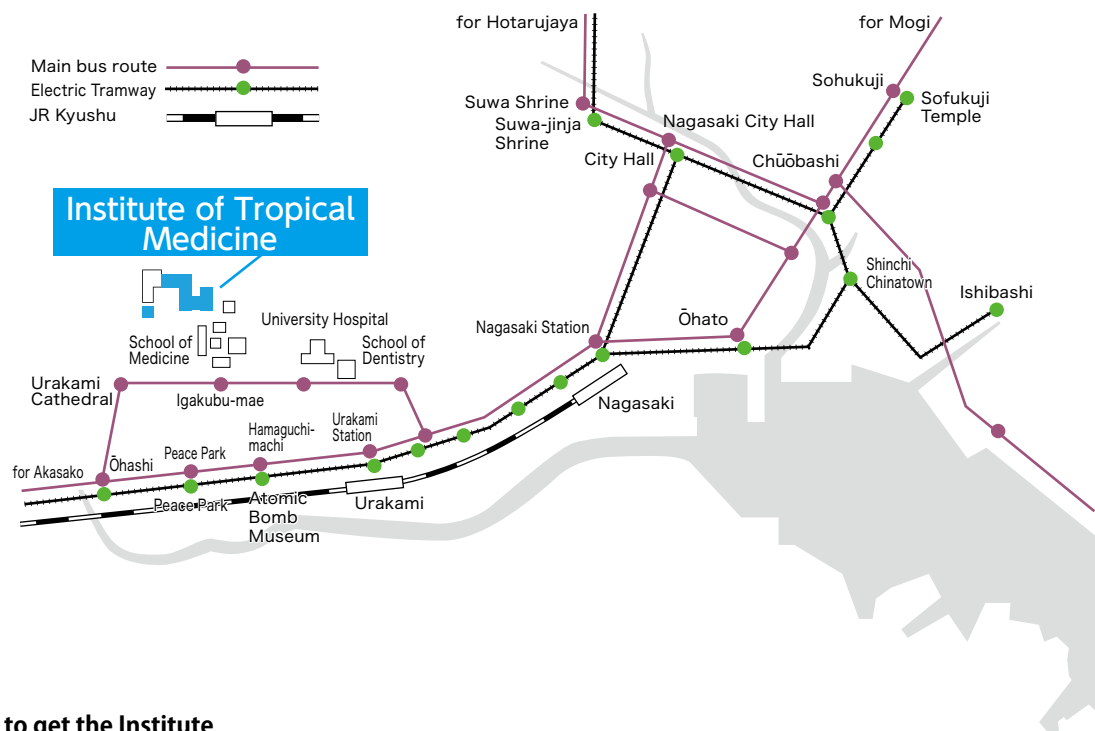 for Hotarujaya
for Mogi
Main bus route
Electric Tramway
JR Kyushu
Sohukuji
Sofukuji
Temple
Suwa Shrine
Suwa-jinja
Shrine
Nagasaki City Hall
City Hall
Chūōbashi
Institute of Tropical
Medicine
Shinchi
Chinatown
Ishibashi
University Hospital
School of
Medicine
School of
Dentistry
Nagasaki Station
Ōhato
Urakami
Cathedral
Igakubu-mae
Nagasaki
Urakami
Station
Hamaguchi-
machi
Peace Park
Ōhashi
for Akasako
Peace Park
Atomic
Bomb
Museum
Urakami
to get the Institute